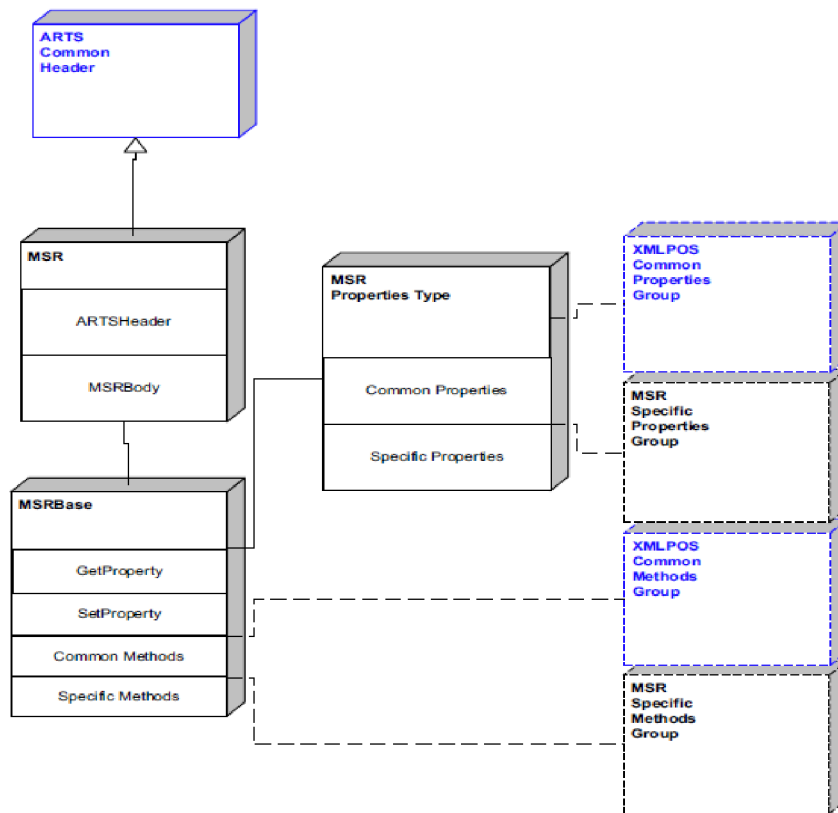 ARTS
Common
Header
MSR
ARTSHeader
MSRBody
MSR
Properties Type
Common Properties
Specific Properties
XMLPOS
Common
Properties
Group
MSR
Specific
Properties
Group
MSRBase
GetProperty
SetProperty
Common Methods
Specific Methods
XMLPOS
Common
Methods
Group
MSR
Specific
Methods
Group